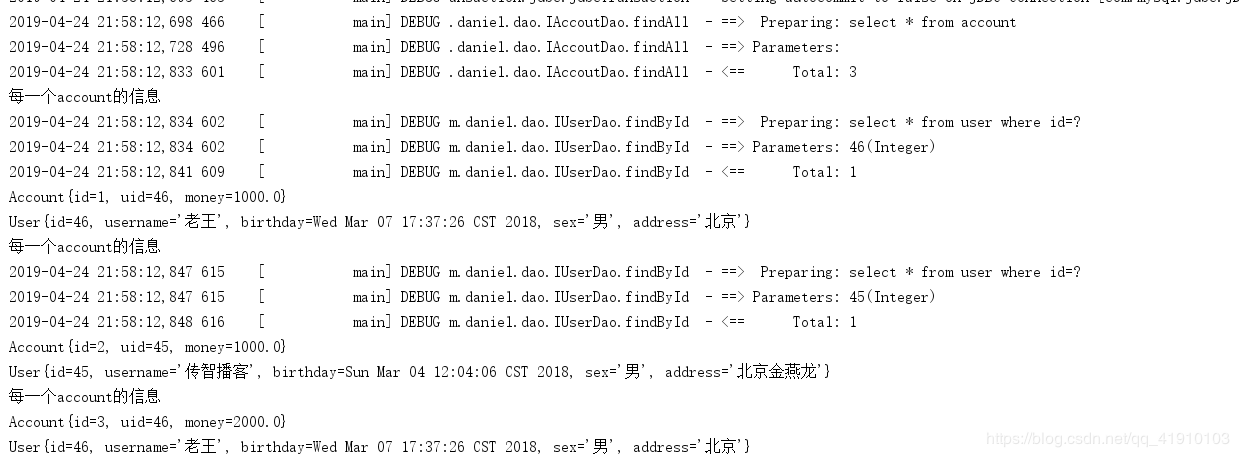 2019-04-24 21:58:12,698 466    [           main] DEBUG .daniel.dao.IAccoutDao.findAll  - ==>  Preparing: select * from account
2019-04-24 21:58:12,728 496    [           main] DEBUG .daniel.dao.IAccoutDao.findAll  - ==> Parameters:
2019-04-24 21:58:12,833 601    [           main] DEBUG .daniel.dao.IAccoutDao.findAll  - <==      Total: 3
每一个account的信息
2019-04-24 21:58:12,834 602    [           main] DEBUG m.daniel.dao.IUserDao.findById  - ==>  Preparing: select * from user where id=?
2019-04-24 21:58:12,834 602    [           main] DEBUG m.daniel.dao.IUserDao.findById  - ==> Parameters: 46(Integer)
2019-04-24 21:58:12,841 609    [           main] DEBUG m.daniel.dao.IUserDao.findById  - <==      Total: 1
Account{id=1, uid=46, money=1000.0}
User{id=46, username='老王', birthday=Wed Mar 07 17:37:26 CST 2018, sex='男', address='北京'}
每一个account的信息
2019-04-24 21:58:12,847 615    [           main] DEBUG m.daniel.dao.IUserDao.findById  - ==>  Preparing: select * from user where id=?
2019-04-24 21:58:12,847 615    [           main] DEBUG m.daniel.dao.IUserDao.findById  - ==> Parameters: 45(Integer)
2019-04-24 21:58:12,848 616    [           main] DEBUG m.daniel.dao.IUserDao.findById  - <==      Total: 1
Account{id=2, uid=45, money=1000.0}
User{id=45, username='传智播客', birthday=Sun Mar 04 12:04:06 CST 2018, sex='男', address='北京金燕龙'}
每一个account的信息
Account{id=3, uid=46, money=2000.0}
User{id=46, username='老王', birthday=Wed Mar 07 17:37:26 CST 2018, sex='男', address='北京'}
https://blog.csdn.net/qq_41910103